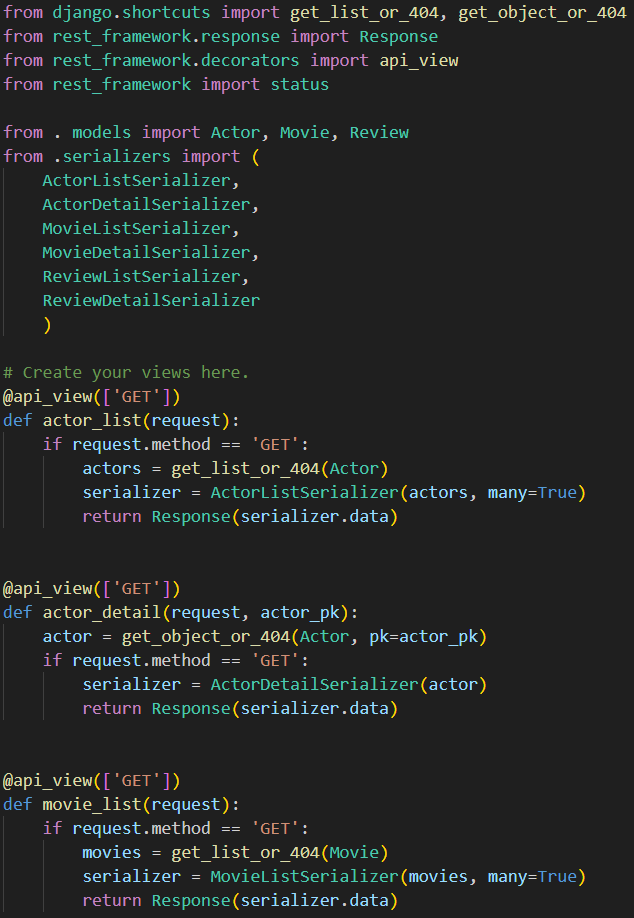 from django.shortcuts import get_list_or_404, get_object_or_404
from rest_framework.response import Response
from rest_framework.decorators import api_view
from rest_framework import status

from . models import Actor, Movie, Review
from .serializers import (
    ActorListSerializer,
    ActorDetailSerializer,
    MovieListSerializer,
    MovieDetailSerializer,
    ReviewListSerializer,
    ReviewDetailSerializer
    )

# Create your views here.
@api_view(['GET'])
def actor_list(request):
    if request.method == 'GET':
        actors = get_list_or_404(Actor)
        serializer = ActorListSerializer(actors, many=True)
        return Response(serializer.data)


@api_view(['GET'])
def actor_detail(request, actor_pk):
    actor = get_object_or_404(Actor, pk=actor_pk)
    if request.method == 'GET':
        serializer = ActorDetailSerializer(actor)
        return Response(serializer.data)


@api_view(['GET'])
def movie_list(request):
    if request.method == 'GET':
        movies = get_list_or_404(Movie)
        serializer = MovieListSerializer(movies, many=True)
        return Response(serializer.data)